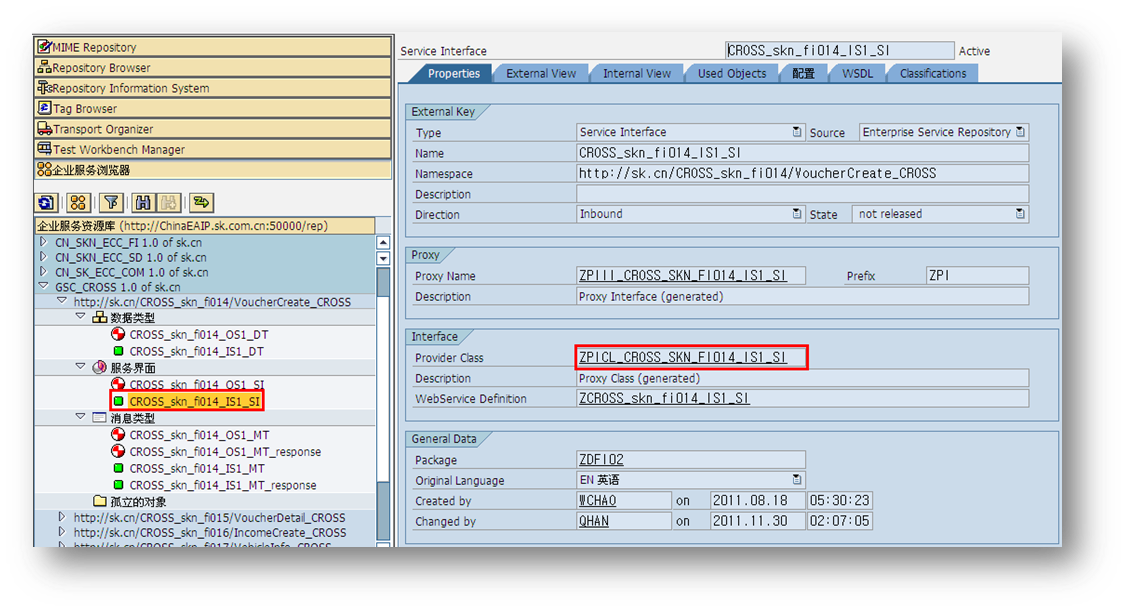 MIME Repository
Repository Browser
Repository Information System
Tag Browser
Transport Organizer
Test Workbench Manager
企业服务浏览器
企业服务资源库 (http://ChinaEAIP.sk.com.cn:50000/rep)
CN_SKN_ECC_FI 1.0 of sk.cn
CN_SKN_ECC_SD 1.0 of sk.cn
CN_SK_ECC_COM 1.0 of sk.cn
GSC_CROSS 1.0 of sk.cn
http://sk.cn/CROSS_skn_fi014/VoucherCreate_CROSS
数据类型
CROSS_skn_fi014_OS1_DT
CROSS_skn_fi014_IS1_DT
服务界面
CROSS_skn_fi014_OS1_SI
CROSS_skn_fi014_IS1_SI
消息类型
CROSS_skn_fi014_OS1_MT
CROSS_skn_fi014_OS1_MT_response
CROSS_skn_fi014_IS1_MT
CROSS_skn_fi014_IS1_MT_response
孤立的对象
http://sk.cn/CROSS_skn_fi015/VoucherDetail_CROSS
http://sk.cn/CROSS_skn_fi016/IncomeCreate_CROSS
http://sk.cn/CROSS_skn_fi017/VehicleInfo_CROSS
Service Interface CROSS_skn_fi014_IS1_SI Active
Properties External View Internal View Used Objects 配置 WSDL Classifications
External Key
Type Service Interface Source Enterprise Service Repository
Name CROSS_skn_fi014_IS1_SI
Namespace http://sk.cn/CROSS_skn_fi014/VoucherCreate_CROSS
Description
Direction Inbound State not released
Proxy
Proxy Name ZPIII_CROSS_SKN_FI014_IS1_SI Prefix ZPI
Description Proxy Interface (generated)
Interface
Provider Class ZPICL_CROSS_SKN_FI014_IS1_SI
Description Proxy Class (generated)
WebService Definition ZCROSS_skn_fi014_IS1_SI
General Data
Package ZDFI02
Original Language EN 英语
Created by WCHAO on 2011.08.18 05:30:23
Changed by QHAN on 2011.11.30 02:07:05